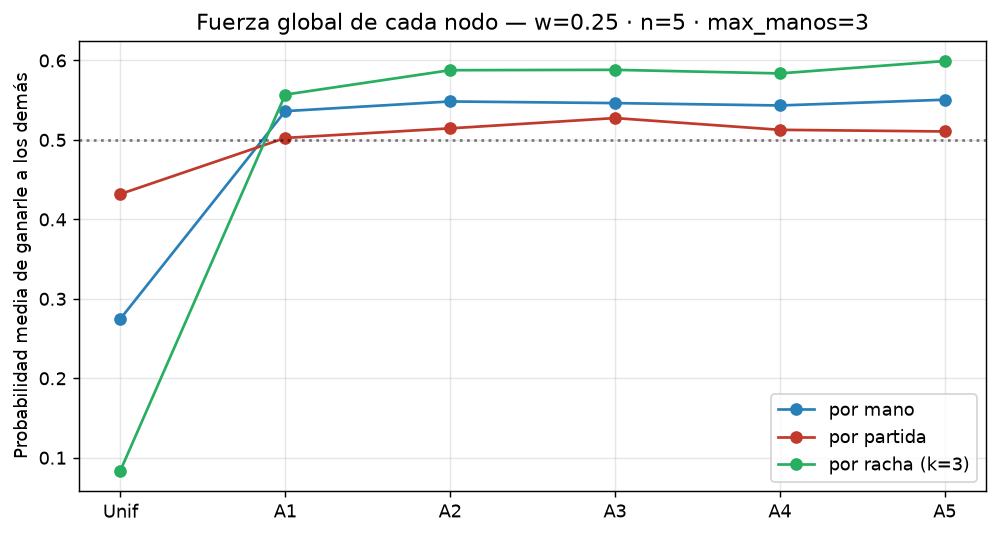 Fuerza global de cada nodo — w=0.25 · n=5 · max_manos=3
Probabilidad media de ganarle a los demás
0.6
0.5
0.4
0.3
0.2
0.1
por mano
por partida
por racha (k=3)
Unif A1 A2 A3 A4 A5